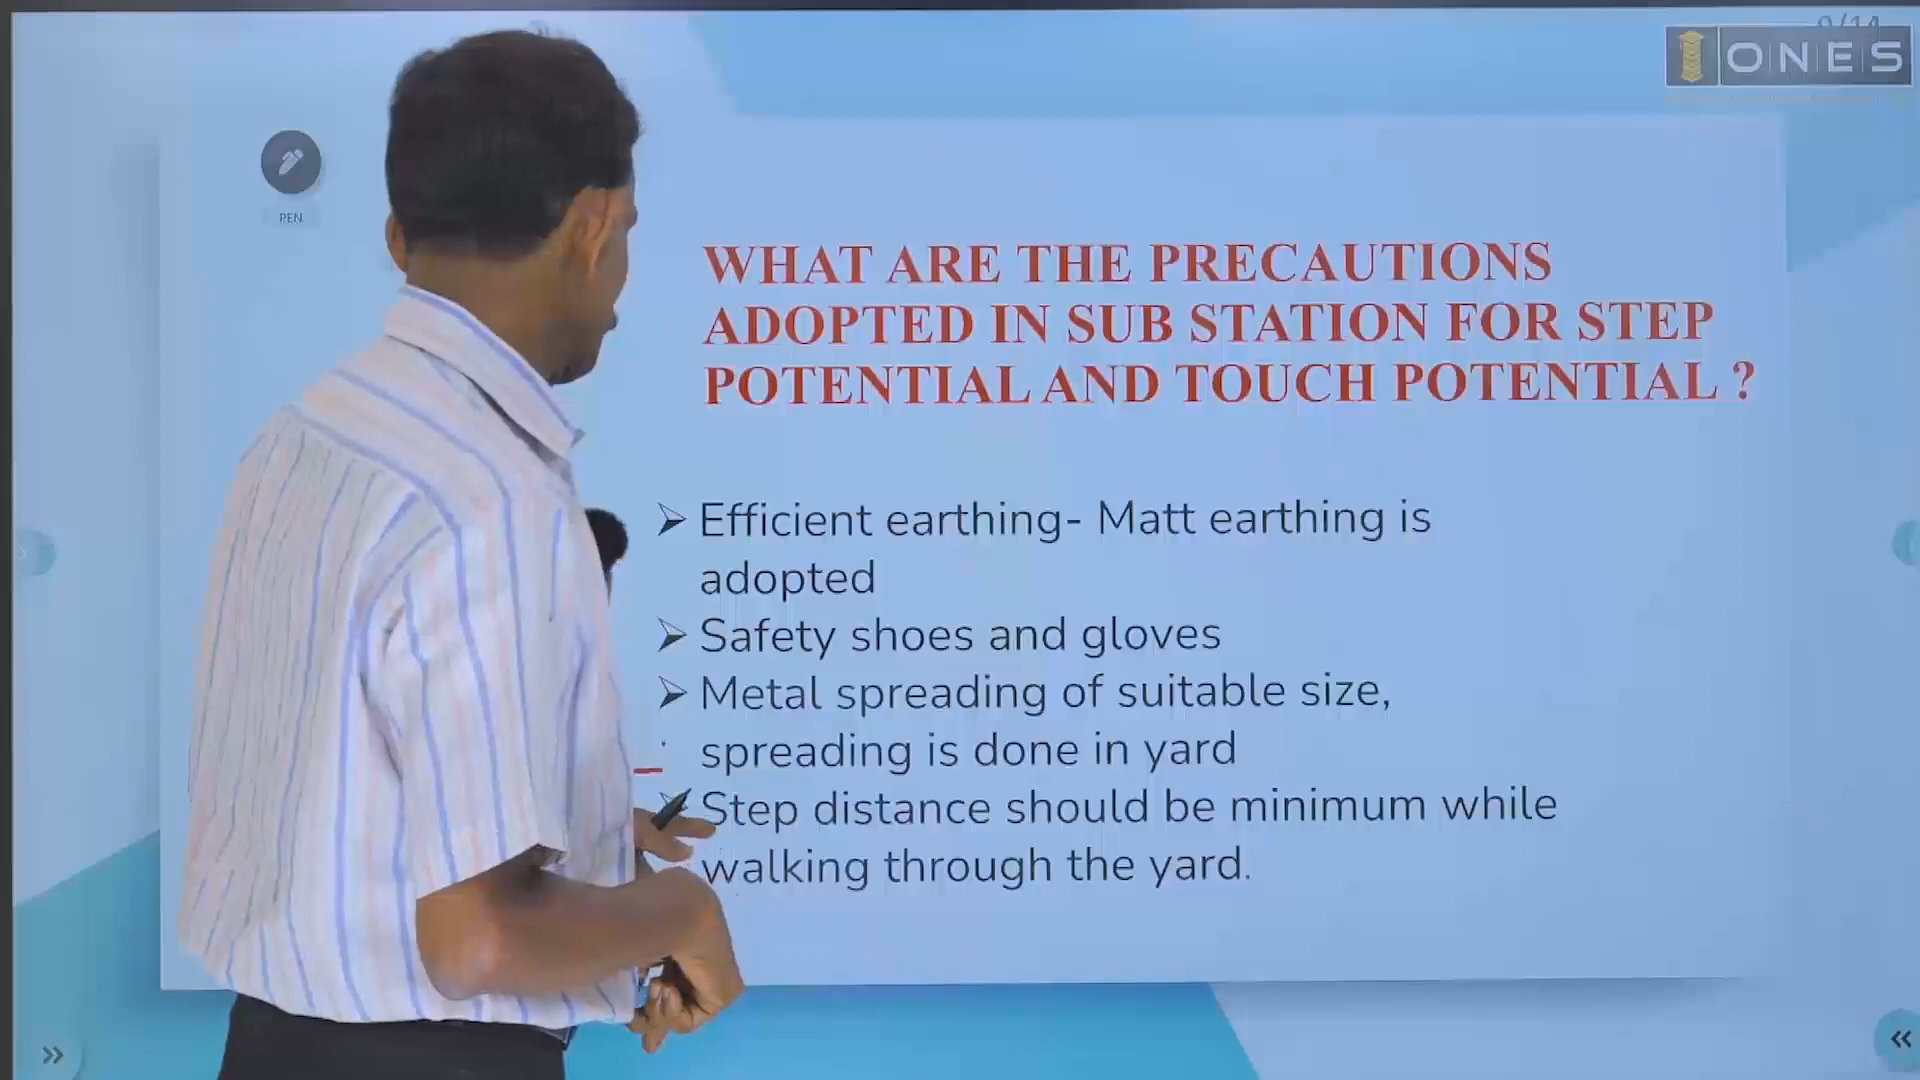 9/14
ONES
PEN
WHAT ARE THE PRECAUTIONS
ADOPTED IN SUB STATION FOR STEP
POTENTIAL AND TOUCH POTENTIAL ?
➢ Efficient earthing- Matt earthing is
adopted
➢ Safety shoes and gloves
➢ Metal spreading of suitable size,
spreading is done in yard
➢ Step distance should be minimum while
walking through the yard.